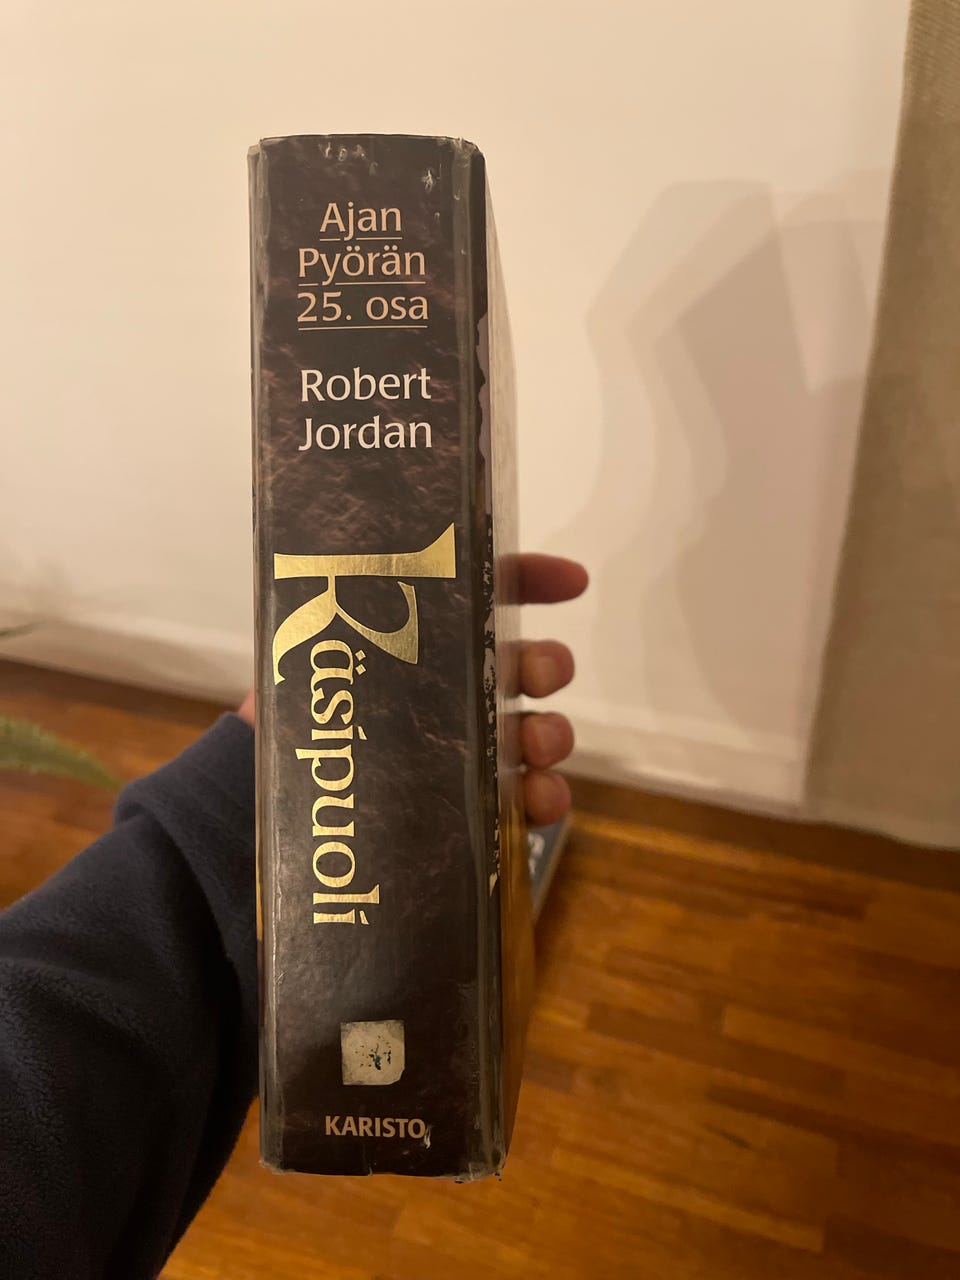 Ajan
Pyörän
25. osa
Robert
Jordan
Käsipuoli
KARISTO